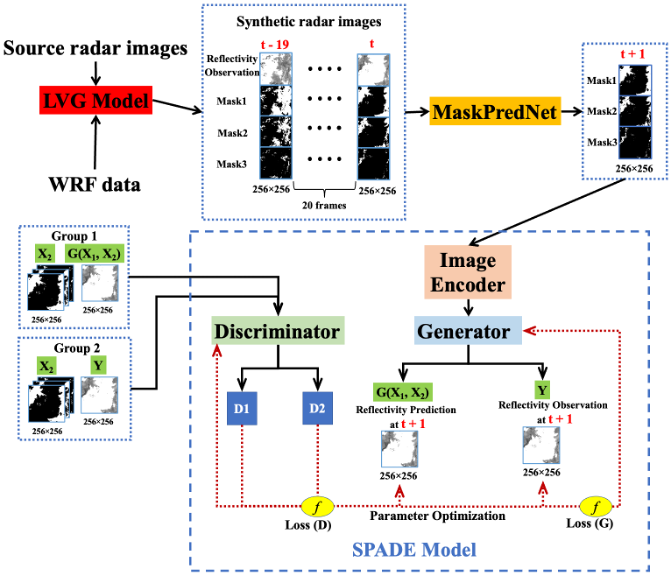 Synthetic radar images
Source radar images
t - 19
t
Reflectivity
Observation
Mask1
Mask2
Mask3
256×256
256×256
20 frames
LVG Model
WRF data
MaskPredNet
t + 1
Mask1
Mask2
Mask3
256×256
Group 1
X₂
G(X₁, X₂)
256×256
256×256
Group 2
X₂
Y
256×256
256×256
Image
Encoder
Discriminator
Generator
D1
D2
G(X₁, X₂)
Reflectivity Prediction
at t + 1
256×256
Y
Reflectivity Observation
at t + 1
256×256
f
Loss (D)
Parameter Optimization
f
Loss (G)
SPADE Model